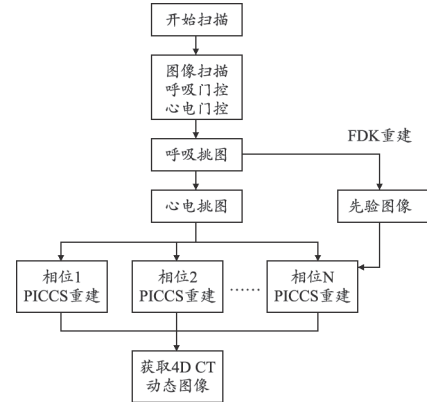 开始扫描
图像扫描
呼吸门控
心电门控
FDK重建
呼吸挑图
心电挑图
先验图像
相位1
PICCS重建
相位2
PICCS重建
……
相位N
PICCS重建
获取4D CT
动态图像